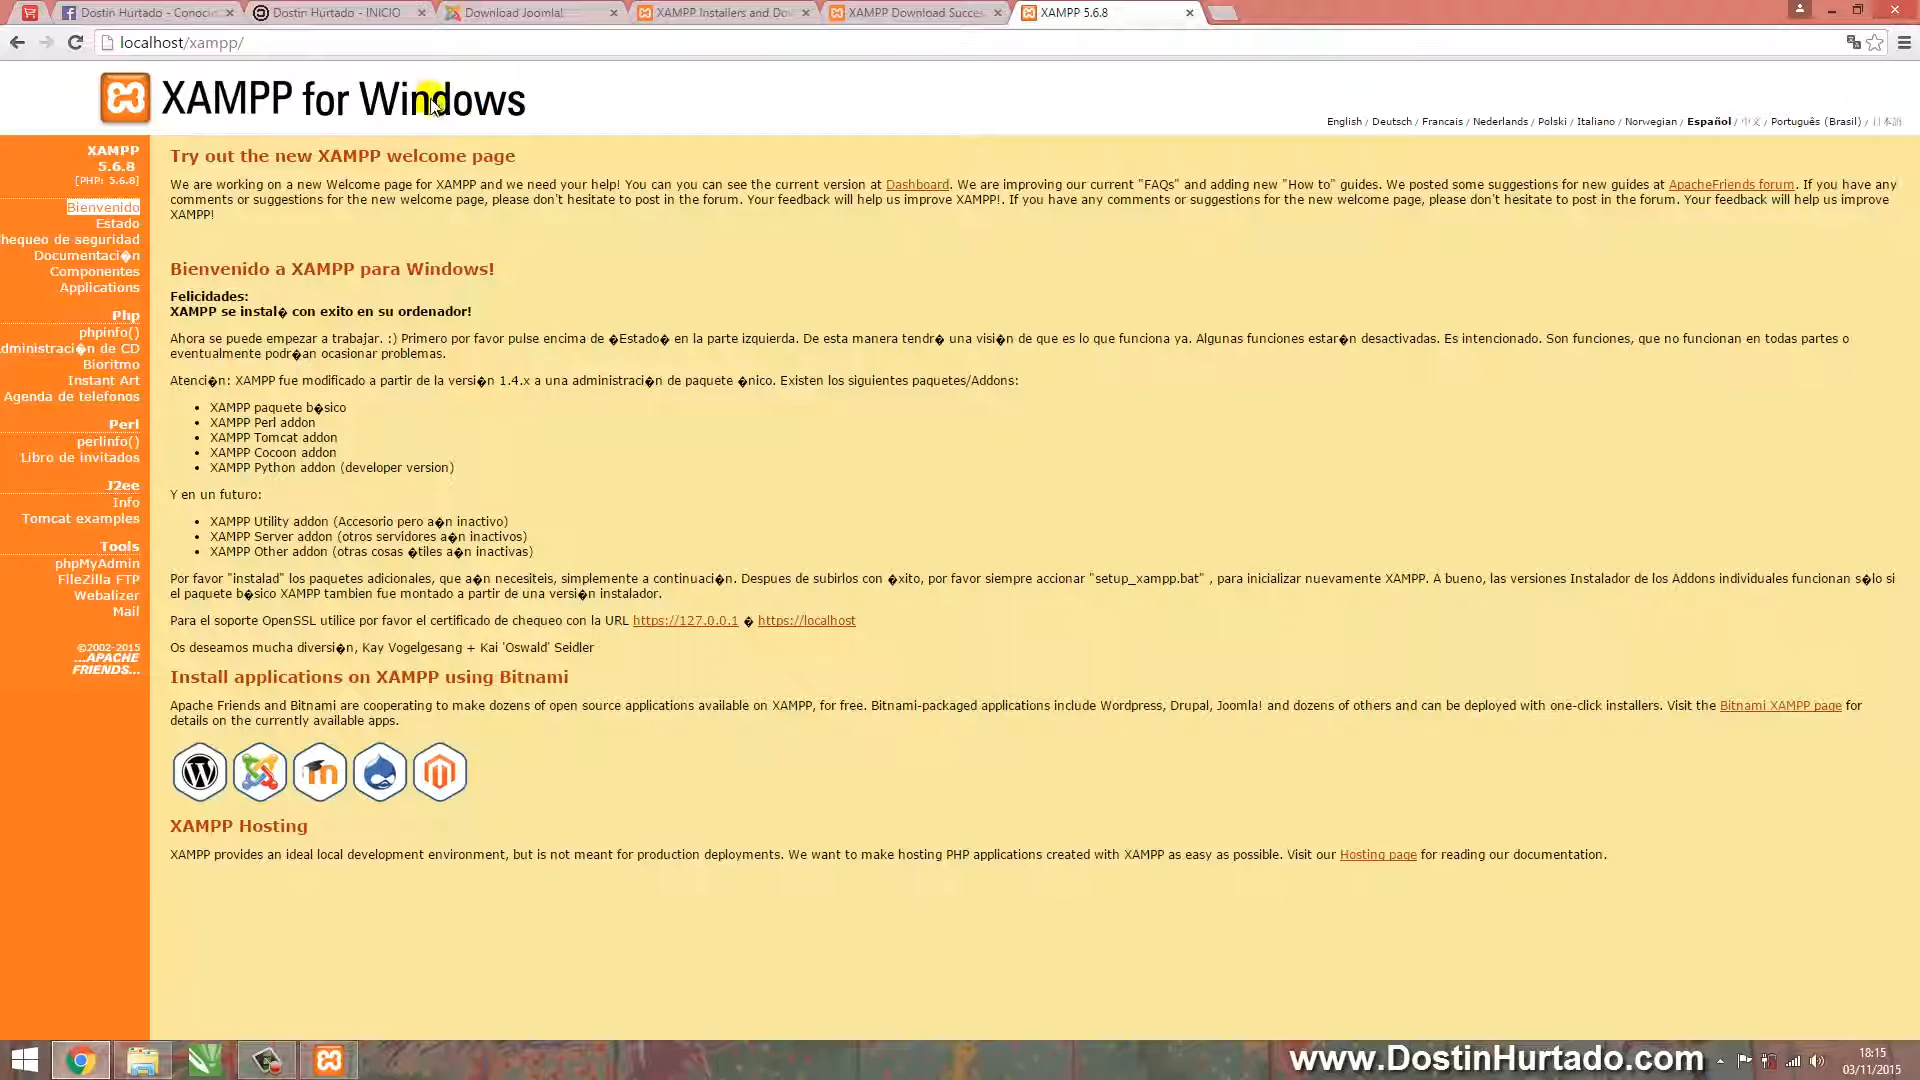 Dostin Hurtado - Conoci
Dostin Hurtado - INICIO
Download Joomla!
XAMPP Installers and Do
XAMPP Download Succes
XAMPP 5.6.8
localhost/xampp/
XAMPP for Windows
English / Deutsch / Francais / Nederlands / Polski / Italiano / Norwegian / Español / 中文 / Português (Brasil) / 日本語
XAMPP
5.6.8
[PHP: 5.6.8]
Bienvenido
Estado
hequeo de seguridad
Documentaci�n
Componentes
Applications
Php
phpinfo()
dministraci�n de CD
Bioritmo
Instant Art
Agenda de telefonos
Perl
perlinfo()
Libro de invitados
J2ee
Info
Tomcat examples
Tools
phpMyAdmin
FileZilla FTP
Webalizer
Mail
©2002-2015
...APACHE
FRIENDS...
Try out the new XAMPP welcome page
We are working on a new Welcome page for XAMPP and we need your help! You can you can see the current version at Dashboard. We are improving our current "FAQs" and adding new "How to" guides. We posted some suggestions for new guides at ApacheFriends forum. If you have any
comments or suggestions for the new welcome page, please don't hesitate to post in the forum. Your feedback will help us improve XAMPP!. If you have any comments or suggestions for the new welcome page, please don't hesitate to post in the forum. Your feedback will help us improve
XAMPP!
Bienvenido a XAMPP para Windows!
Felicidades:
XAMPP se instal� con exito en su ordenador!
Ahora se puede empezar a trabajar. :) Primero por favor pulse encima de �Estado� en la parte izquierda. De esta manera tendr� una visi�n de que es lo que funciona ya. Algunas funciones estar�n desactivadas. Es intencionado. Son funciones, que no funcionan en todas partes o
eventualmente podr�an ocasionar problemas.
Atenci�n: XAMPP fue modificado a partir de la versi�n 1.4.x a una administraci�n de paquete �nico. Existen los siguientes paquetes/Addons:
• XAMPP paquete b�sico
• XAMPP Perl addon
• XAMPP Tomcat addon
• XAMPP Cocoon addon
• XAMPP Python addon (developer version)
Y en un futuro:
• XAMPP Utility addon (Accesorio pero a�n inactivo)
• XAMPP Server addon (otros servidores a�n inactivos)
• XAMPP Other addon (otras cosas �tiles a�n inactivas)
Por favor "instalad" los paquetes adicionales, que a�n necesiteis, simplemente a continuaci�n. Despues de subirlos con �xito, por favor siempre accionar "setup_xampp.bat" , para inicializar nuevamente XAMPP. A bueno, las versiones Instalador de los Addons individuales funcionan s�lo si
el paquete b�sico XAMPP tambien fue montado a partir de una versi�n instalador.
Para el soporte OpenSSL utilice por favor el certificado de chequeo con la URL https://127.0.0.1 � https://localhost
Os deseamos mucha diversi�n, Kay Vogelgesang + Kai 'Oswald' Seidler
Install applications on XAMPP using Bitnami
Apache Friends and Bitnami are cooperating to make dozens of open source applications available on XAMPP, for free. Bitnami-packaged applications include Wordpress, Drupal, Joomla! and dozens of others and can be deployed with one-click installers. Visit the Bitnami XAMPP page for
details on the currently available apps.
XAMPP Hosting
XAMPP provides an ideal local development environment, but is not meant for production deployments. We want to make hosting PHP applications created with XAMPP as easy as possible. Visit our Hosting page for reading our documentation.
www.DostinHurtado.com
18:15
03/11/2015